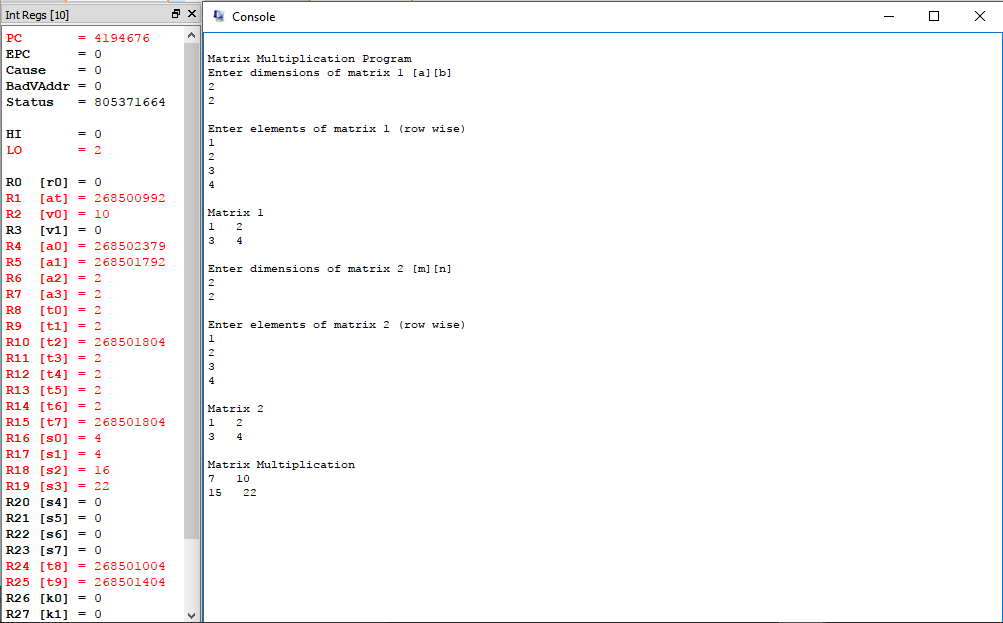 Int Regs [10]
PC       = 4194676
EPC      = 0
Cause    = 0
BadVAddr = 0
Status   = 805371664
HI       = 0
LO       = 2
R0  [r0] = 0
R1  [at] = 268500992
R2  [v0] = 10
R3  [v1] = 0
R4  [a0] = 268502379
R5  [a1] = 268501792
R6  [a2] = 2
R7  [a3] = 2
R8  [t0] = 2
R9  [t1] = 2
R10 [t2] = 268501804
R11 [t3] = 2
R12 [t4] = 2
R13 [t5] = 2
R14 [t6] = 2
R15 [t7] = 268501804
R16 [s0] = 4
R17 [s1] = 4
R18 [s2] = 16
R19 [s3] = 22
R20 [s4] = 0
R21 [s5] = 0
R22 [s6] = 0
R23 [s7] = 0
R24 [t8] = 268501004
R25 [t9] = 268501404
R26 [k0] = 0
R27 [k1] = 0
Console
Matrix Multiplication Program
Enter dimensions of matrix 1 [a][b]
2
2
Enter elements of matrix 1 (row wise)
1
2
3
4
Matrix 1
1   2
3   4
Enter dimensions of matrix 2 [m][n]
2
2
Enter elements of matrix 2 (row wise)
1
2
3
4
Matrix 2
1   2
3   4
Matrix Multiplication
7   10
15   22